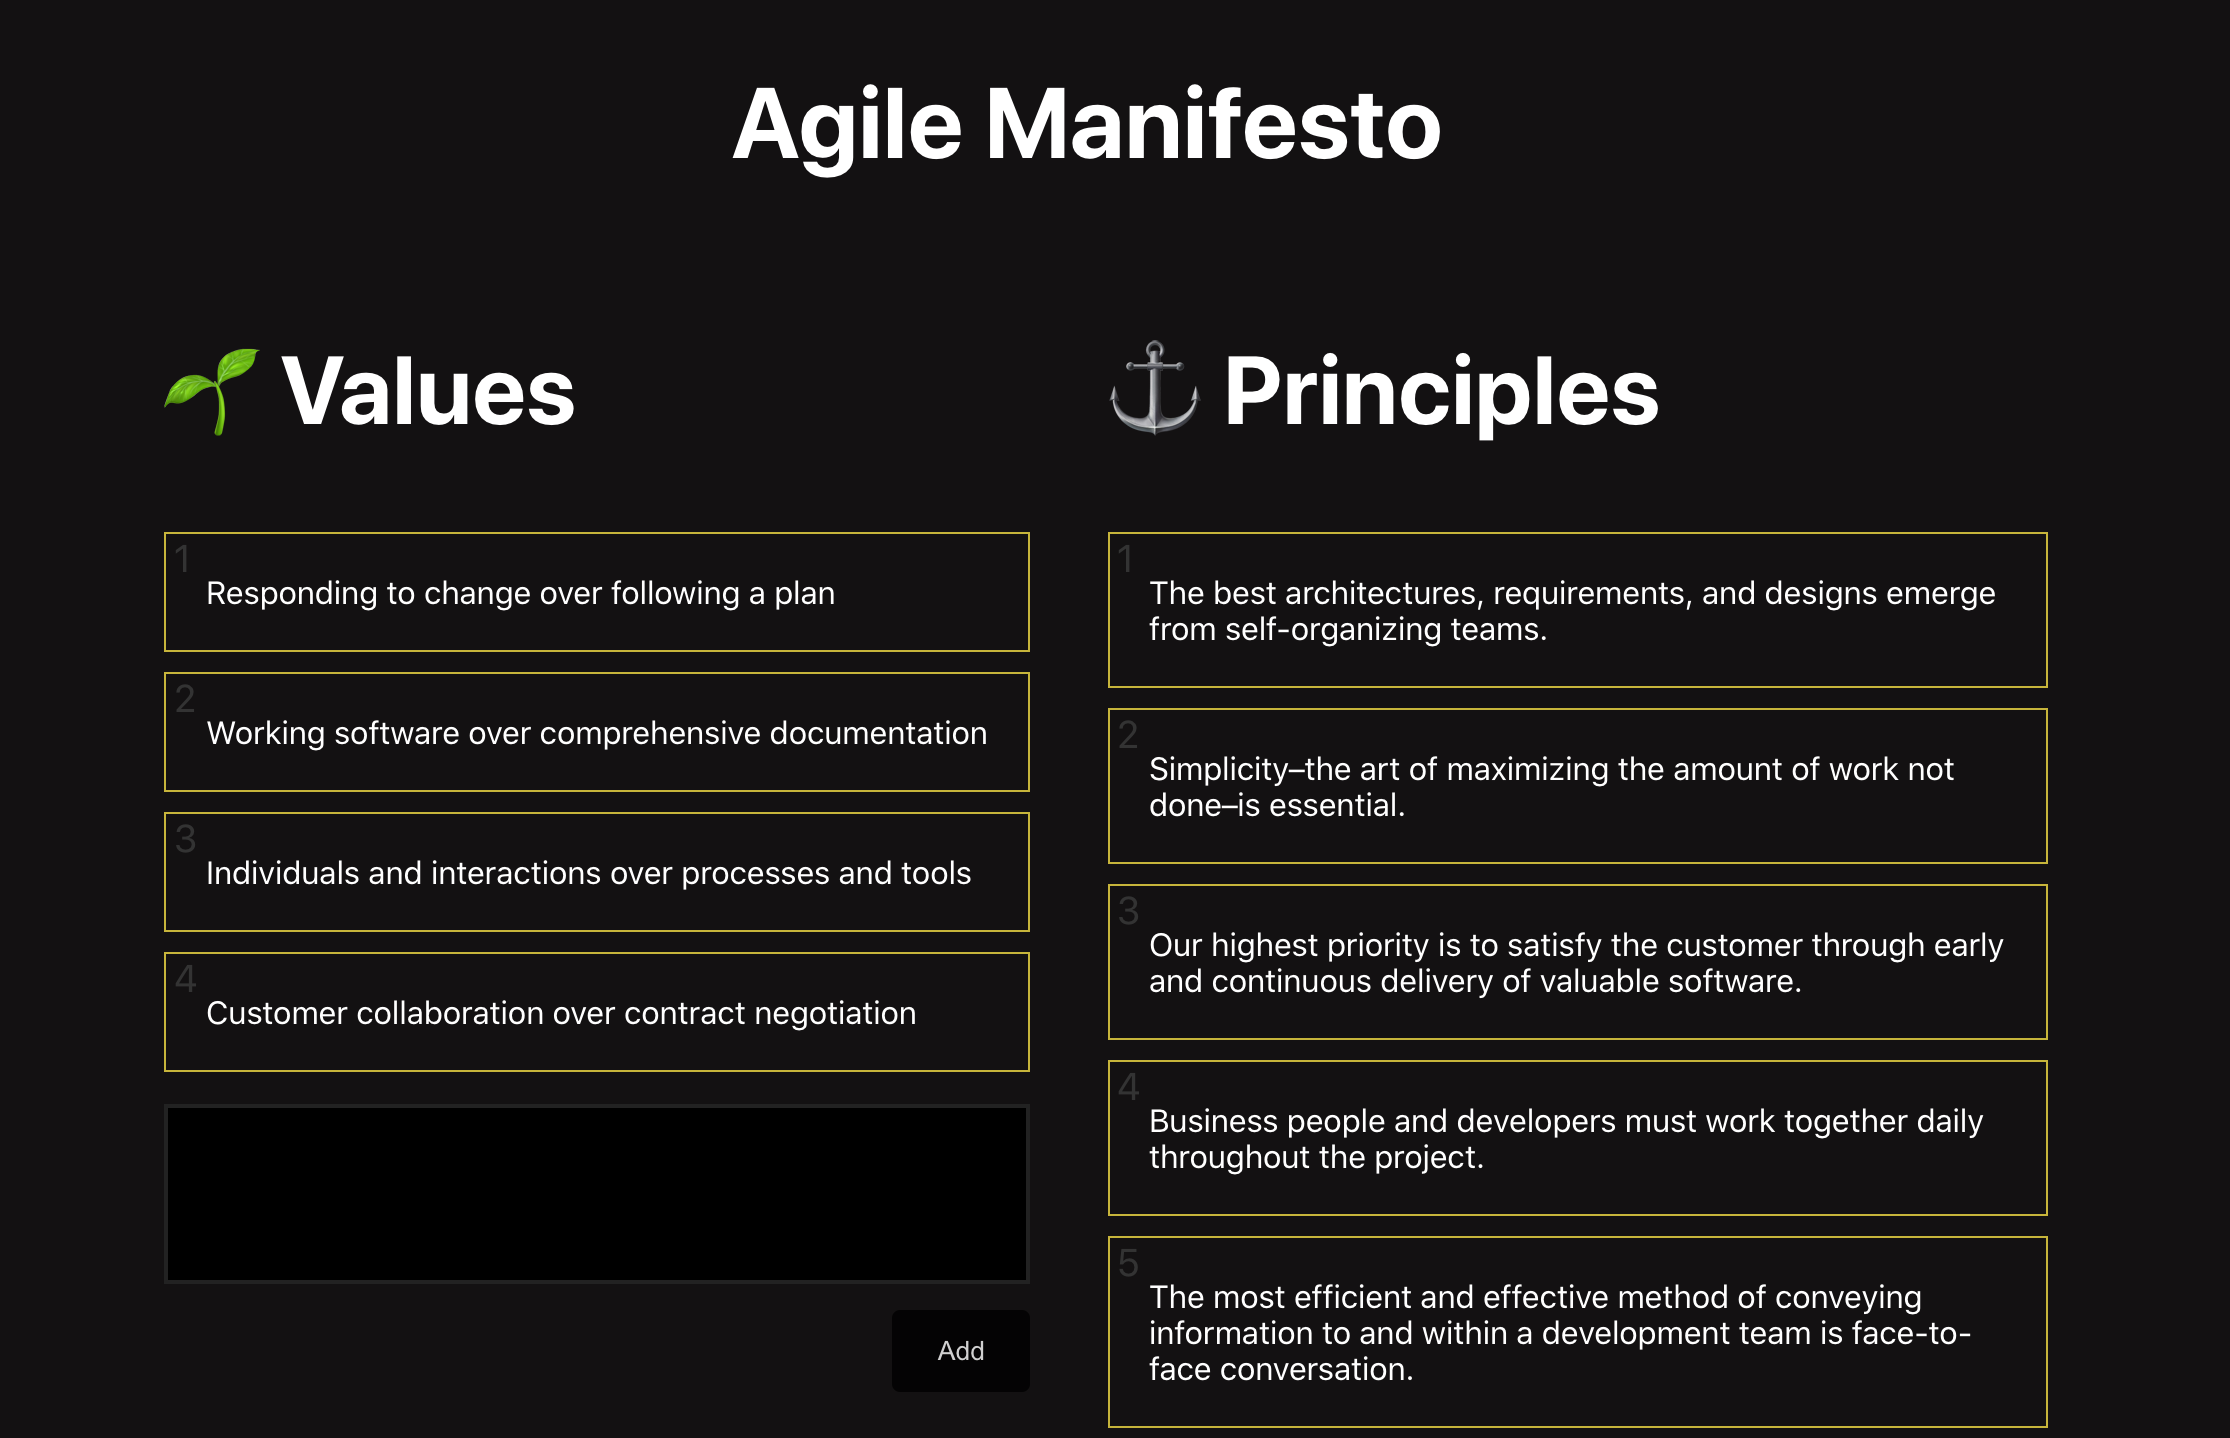 Agile Manifesto
Values
1
Responding to change over following a plan
2
Working software over comprehensive documentation
3
Individuals and interactions over processes and tools
4
Customer collaboration over contract negotiation
Add
Principles
1
The best architectures, requirements, and designs emerge
from self-organizing teams.
2
Simplicity–the art of maximizing the amount of work not
done–is essential.
3
Our highest priority is to satisfy the customer through early
and continuous delivery of valuable software.
4
Business people and developers must work together daily
throughout the project.
5
The most efficient and effective method of conveying
information to and within a development team is face-to-
face conversation.